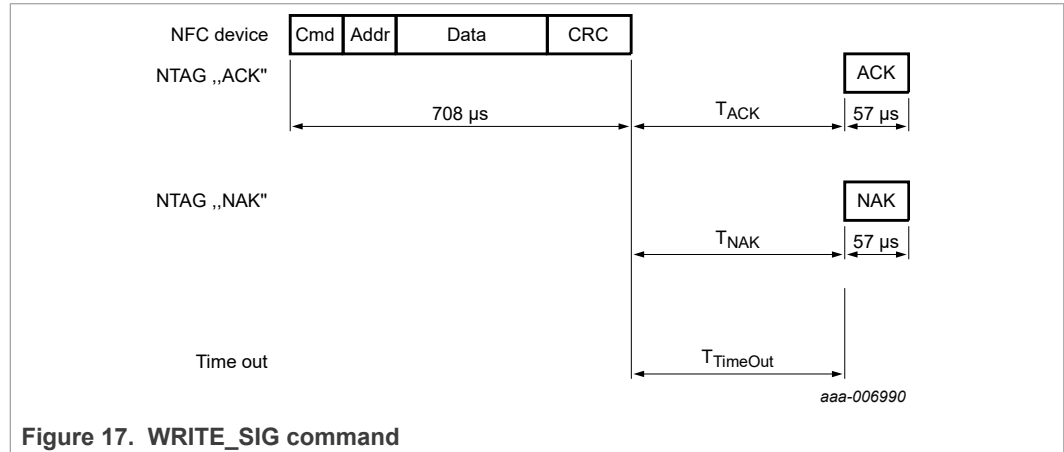 NFC device Cmd Addr Data CRC
NTAG ,,ACK" ACK
708 µs TACK 57 µs
NTAG ,,NAK" NAK
TNAK 57 µs
Time out TTimeOut
aaa-006990
Figure 17. WRITE_SIG command